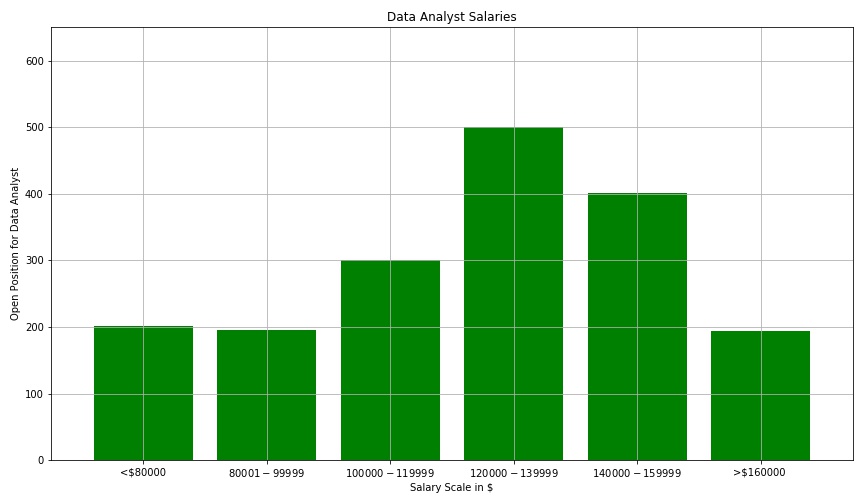 Data Analyst Salaries
600
500
400
300
200
100
0
Open Position for Data Analyst
<$80000
80001 - 99999
100000 - 119999
120000 - 139999
140000 - 159999
>$160000
Salary Scale in $